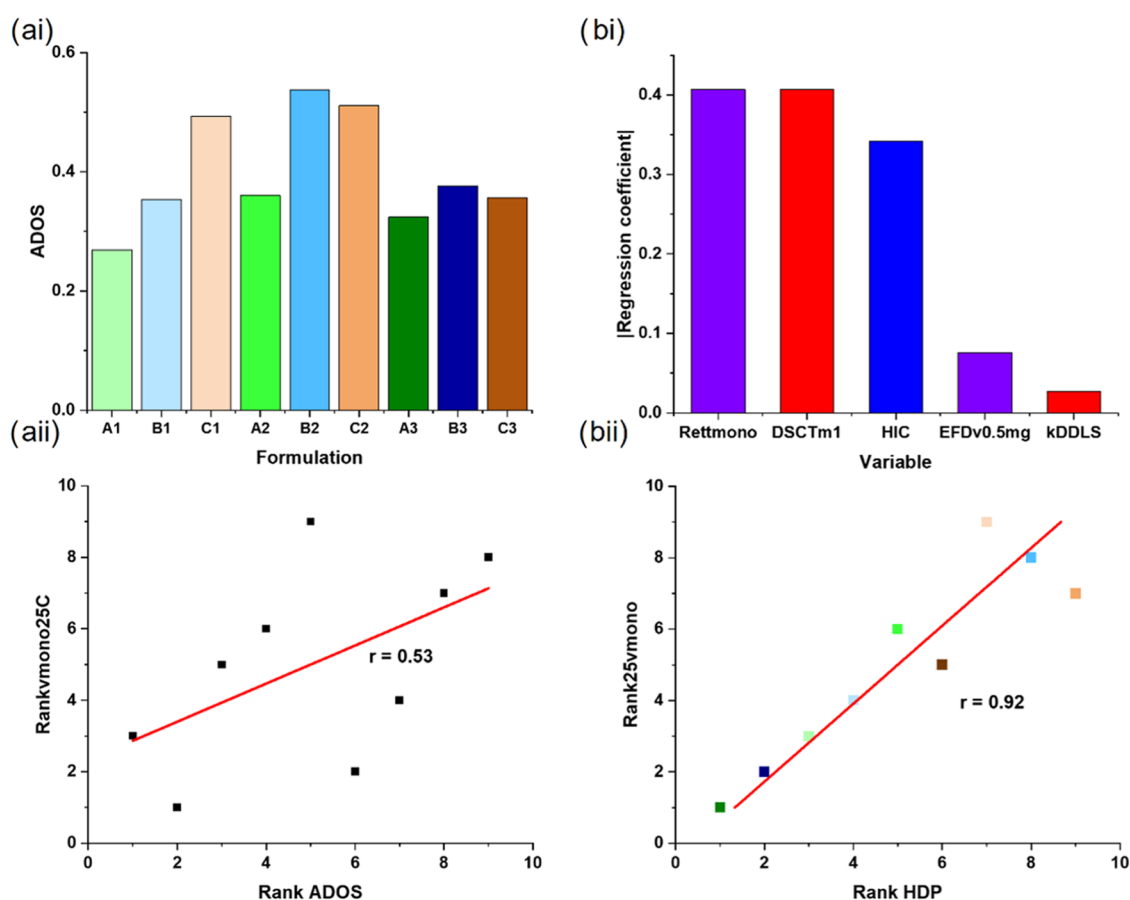 (ai)
ADOS
0.6
0.4
0.2
0.0
A1 B1 C1 A2 B2 C2 A3 B3 C3
Formulation
(bi)
|Regression coefficient|
0.4
0.3
0.2
0.1
0.0
Rettmono DSCTm1 HIC EFDv0.5mg kDDLS
Variable
(aii)
Rankvmono25C
10
8
6
4
2
0
r = 0.53
0 2 4 6 8 10
Rank ADOS
(bii)
Rank25vmono
10
8
6
4
2
0
r = 0.92
0 2 4 6 8 10
Rank HDP